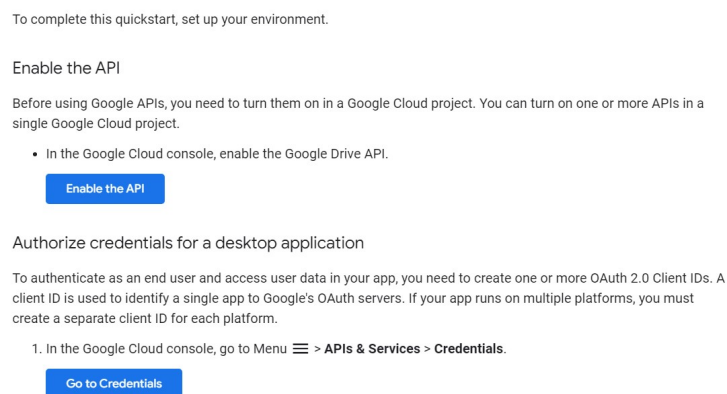 To complete this quickstart, set up your environment.
Enable the API
Before using Google APIs, you need to turn them on in a Google Cloud project. You can turn on one or more APIs in a
single Google Cloud project.
• In the Google Cloud console, enable the Google Drive API.
Enable the API
Authorize credentials for a desktop application
To authenticate as an end user and access user data in your app, you need to create one or more OAuth 2.0 Client IDs. A
client ID is used to identify a single app to Google's OAuth servers. If your app runs on multiple platforms, you must
create a separate client ID for each platform.
1. In the Google Cloud console, go to Menu > APIs & Services > Credentials.
Go to Credentials